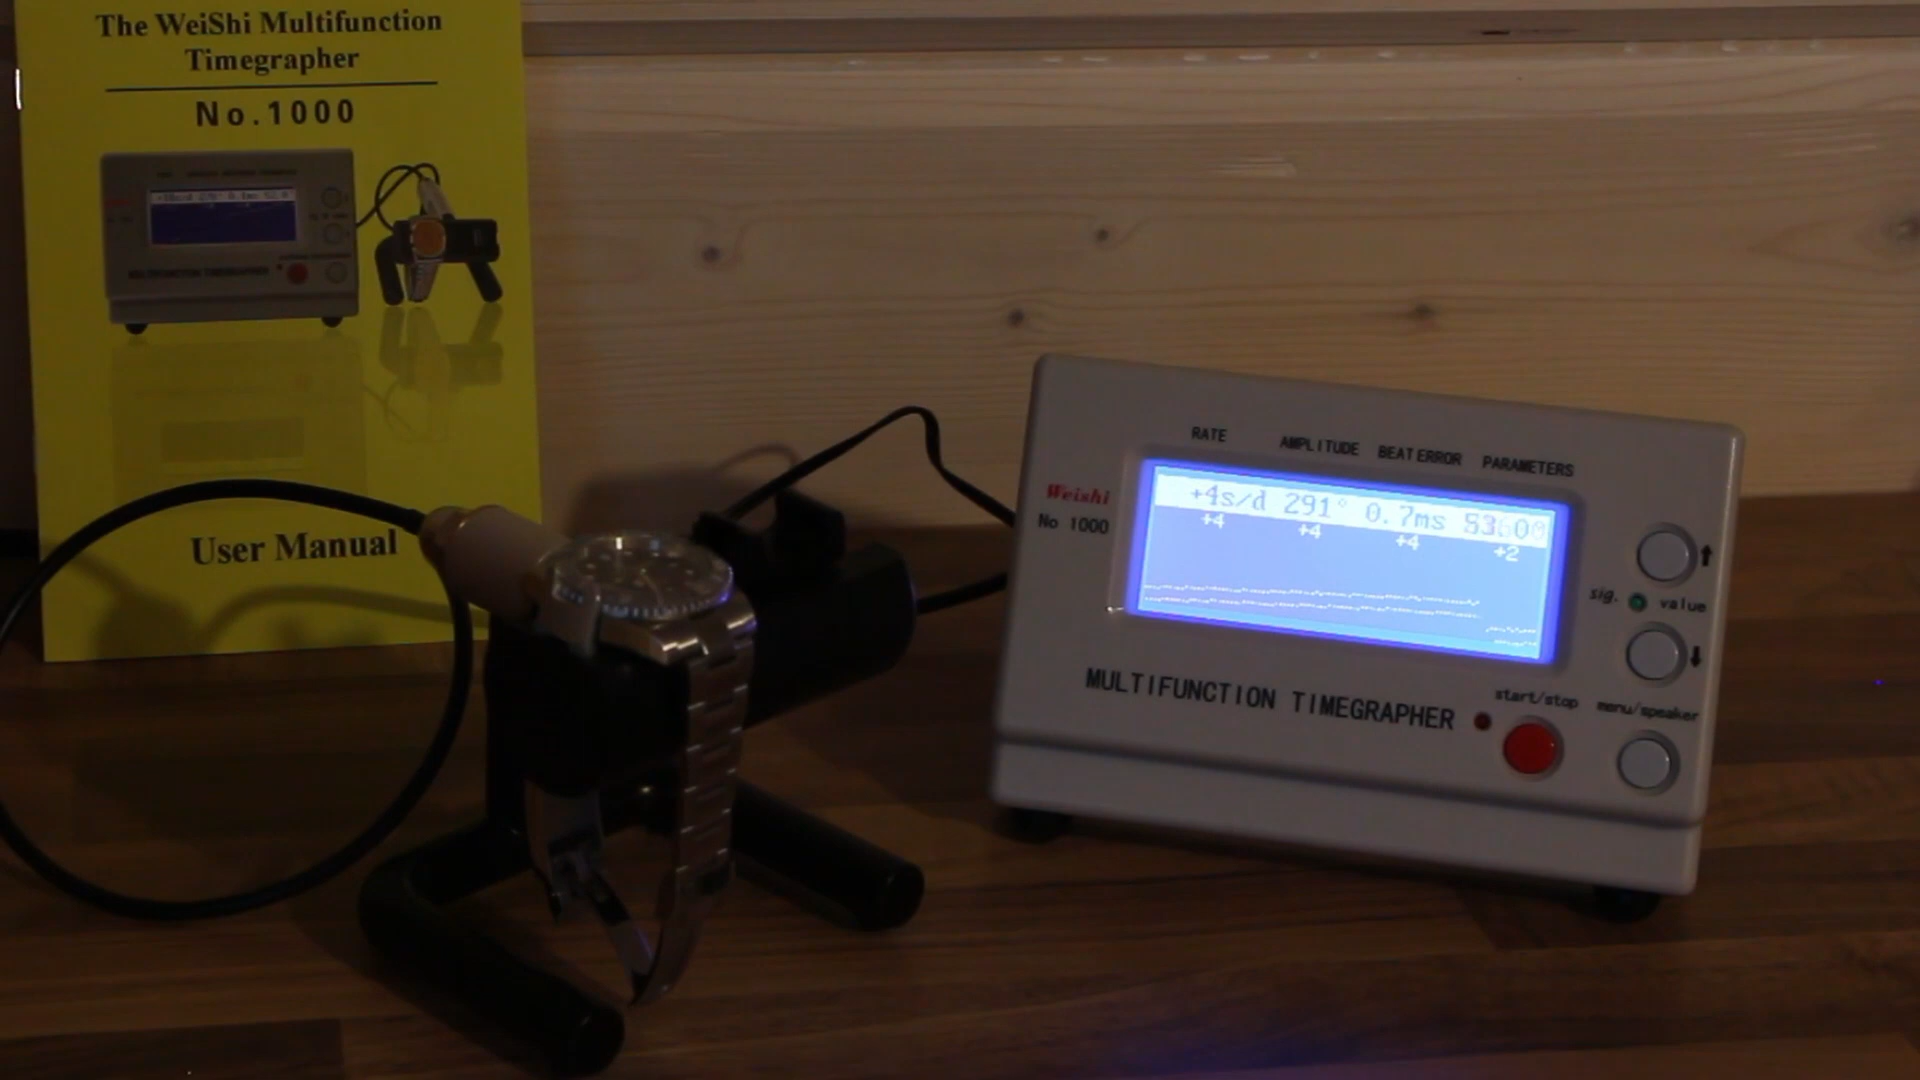 The WeiShi Multifunction
Timegrapher
No.1000
User Manual
RATE AMPLITUDE BEAT ERROR PARAMETERS
Weishi
No 1000
+4s/d 291° 0.7ms
+4 +4 +4 +2
sig. value
MULTIFUNCTION TIMEGRAPHER
start/stop
menu/speaker